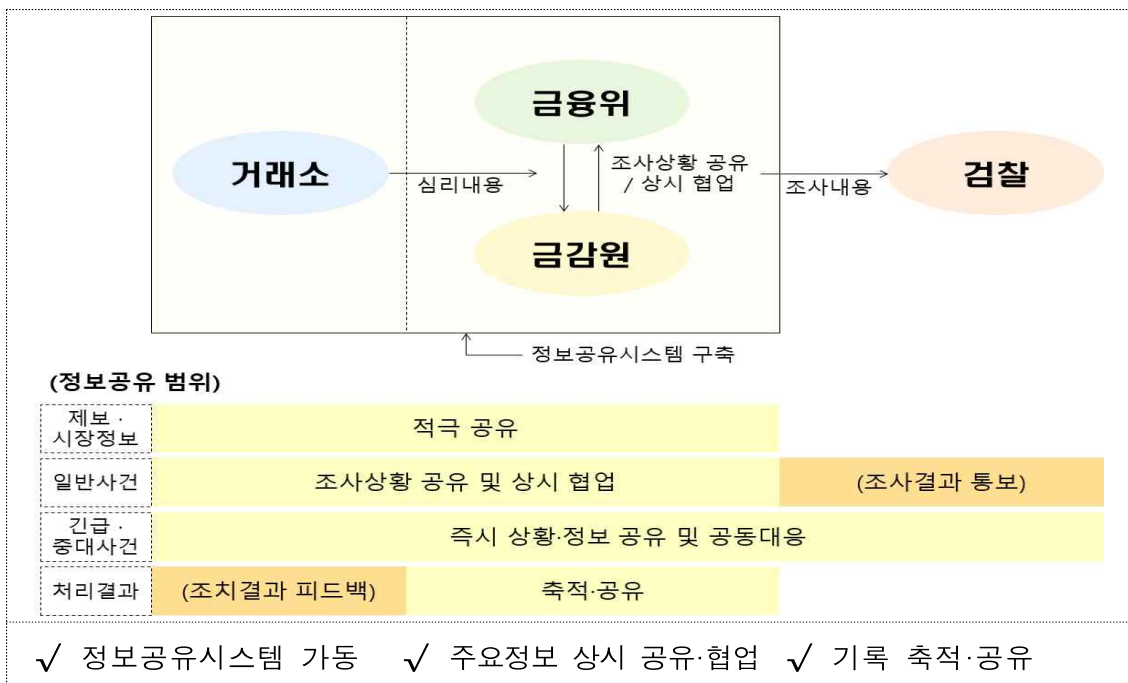 금융위
거래소
심리내용
조사상황 공유
/ 상시 협업
조사내용
검찰
금감원
정보공유시스템 구축
(정보공유 범위)
제보 ·
시장정보
적극 공유
일반사건
조사상황 공유 및 상시 협업
(조사결과 통보)
긴급 ·
중대사건
즉시 상황·정보 공유 및 공동대응
처리결과
(조치결과 피드백)
축적·공유
√ 정보공유시스템 가동 √ 주요정보 상시 공유·협업 √ 기록 축적·공유